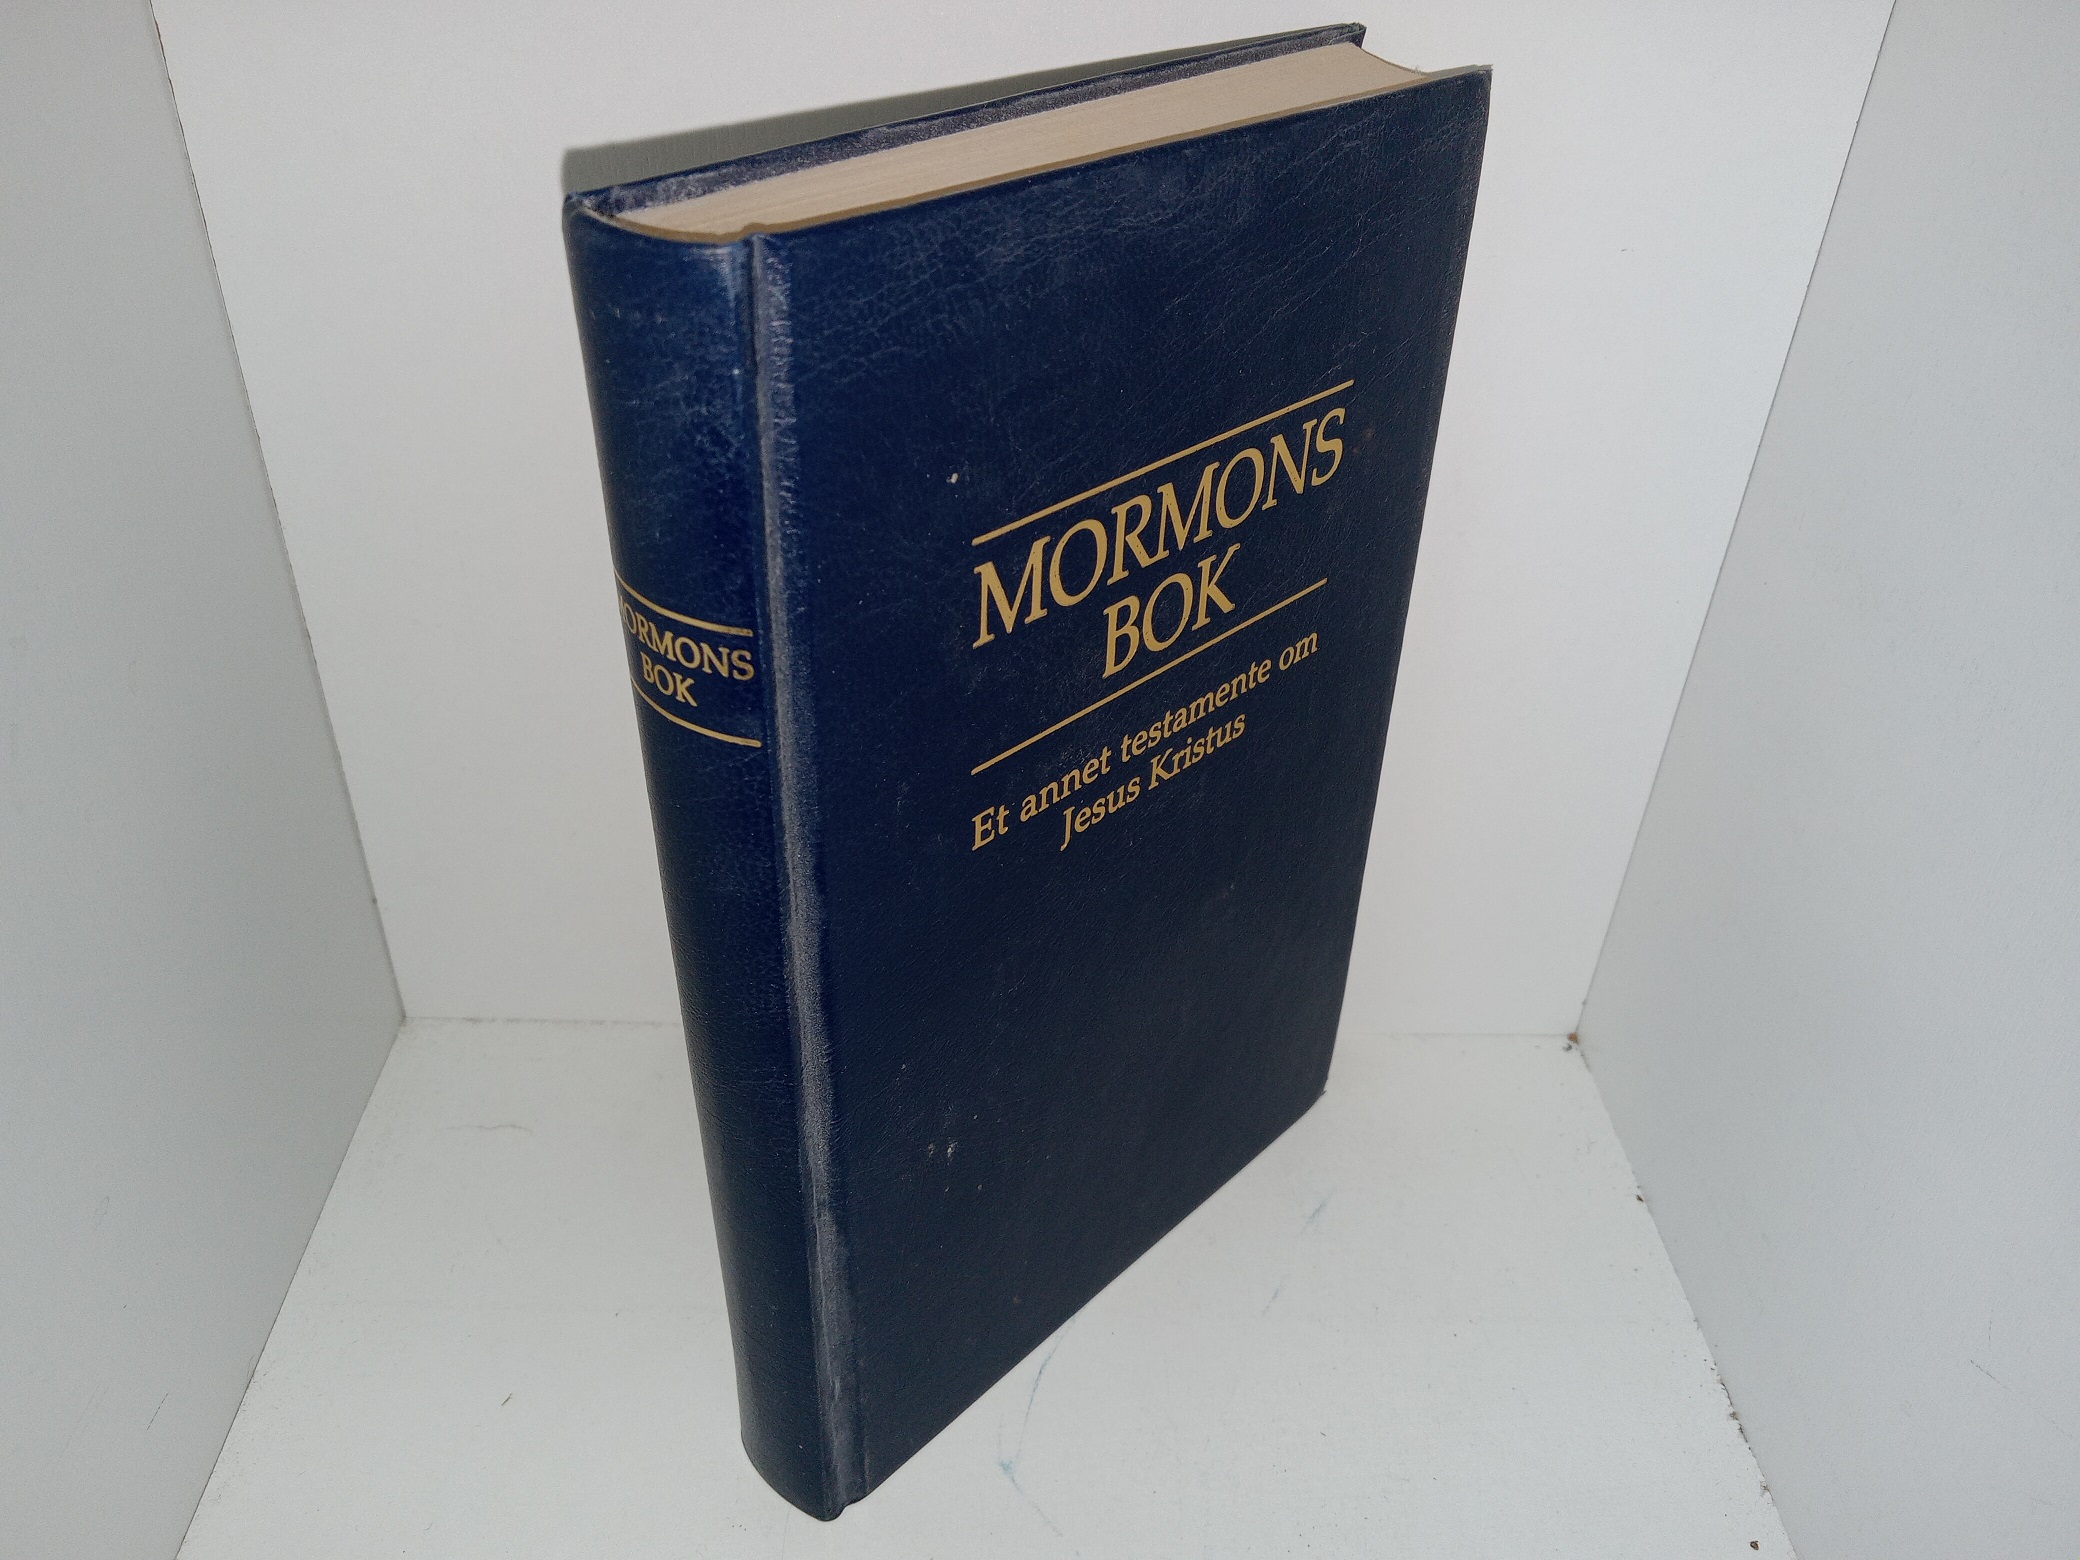 MORMONS
BOK
MORMONS
BOK
Et annet testamente om
Jesus Kristus